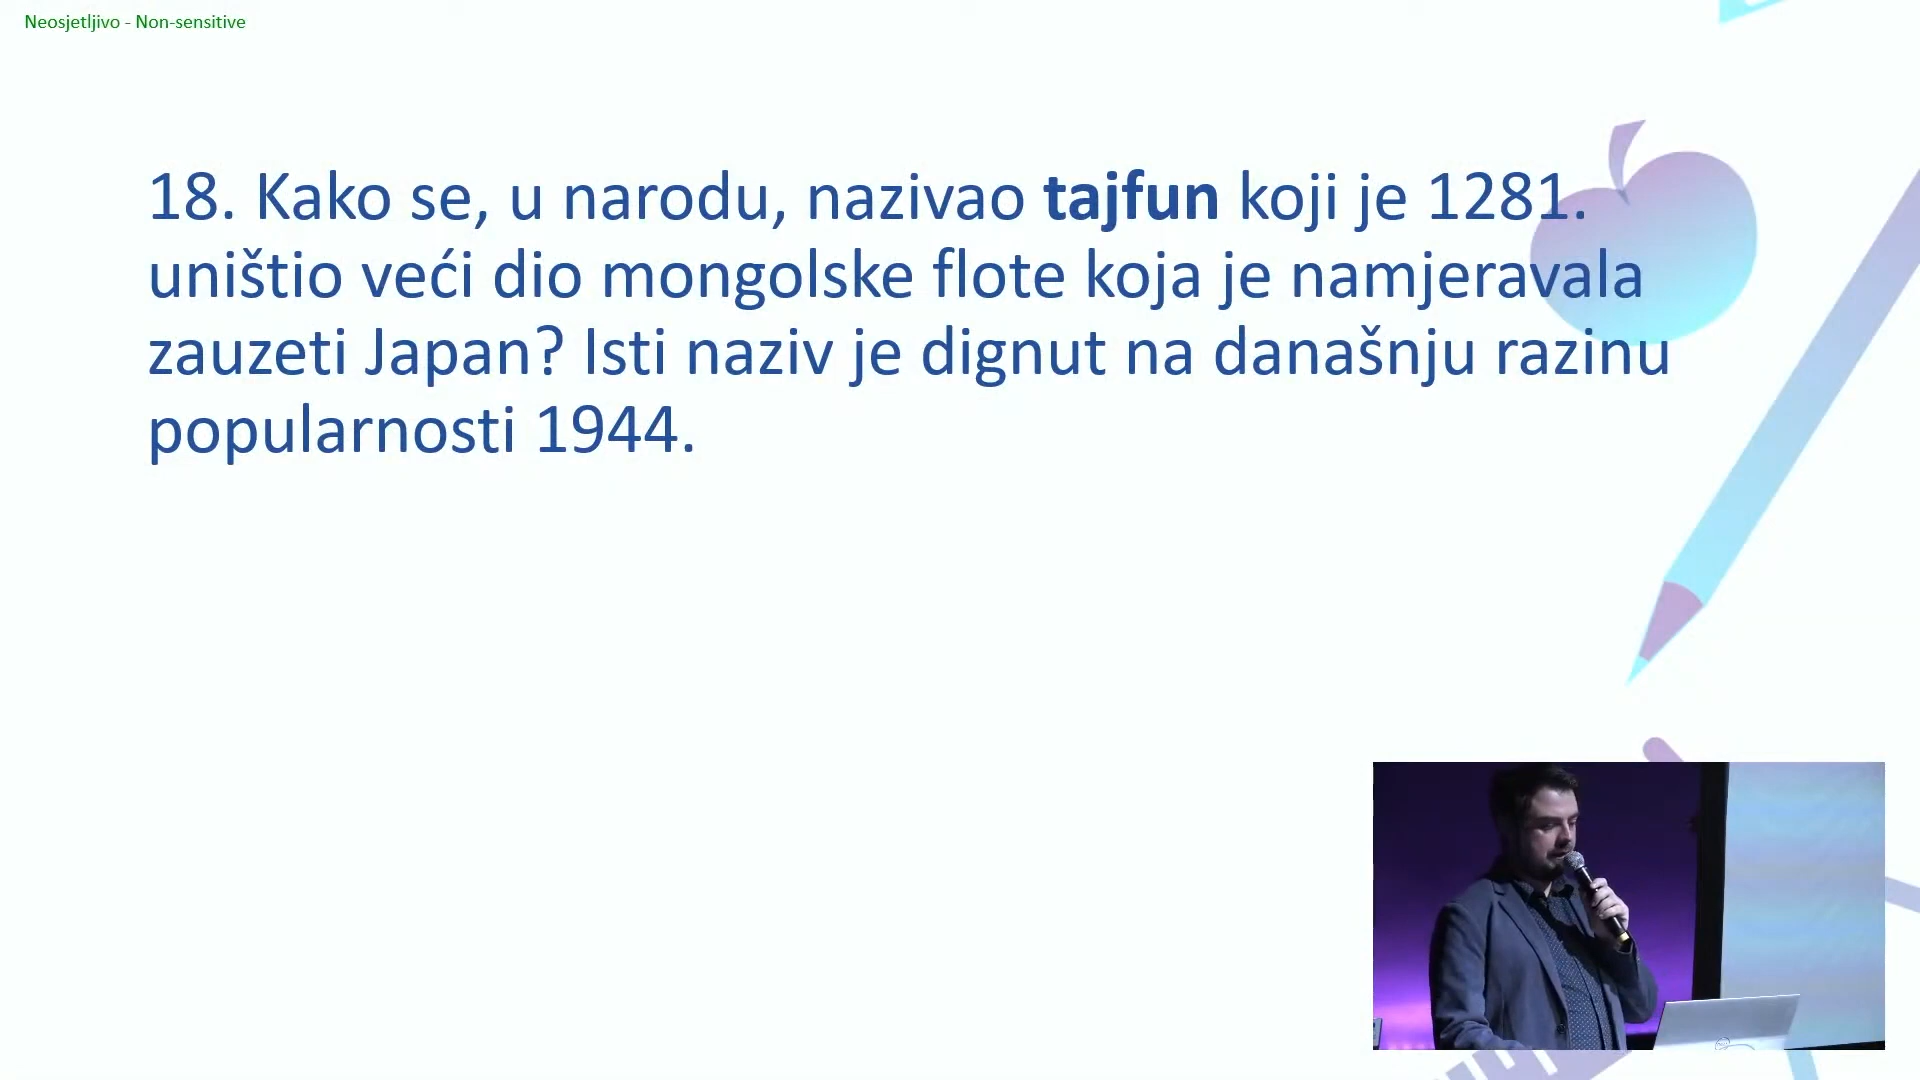 Neosjetljivo - Non-sensitive
18. Kako se, u narodu, nazivao tajfun koji je 1281.
uništio veći dio mongolske flote koja je namjeravala
zauzeti Japan? Isti naziv je dignut na današnju razinu
popularnosti 1944.